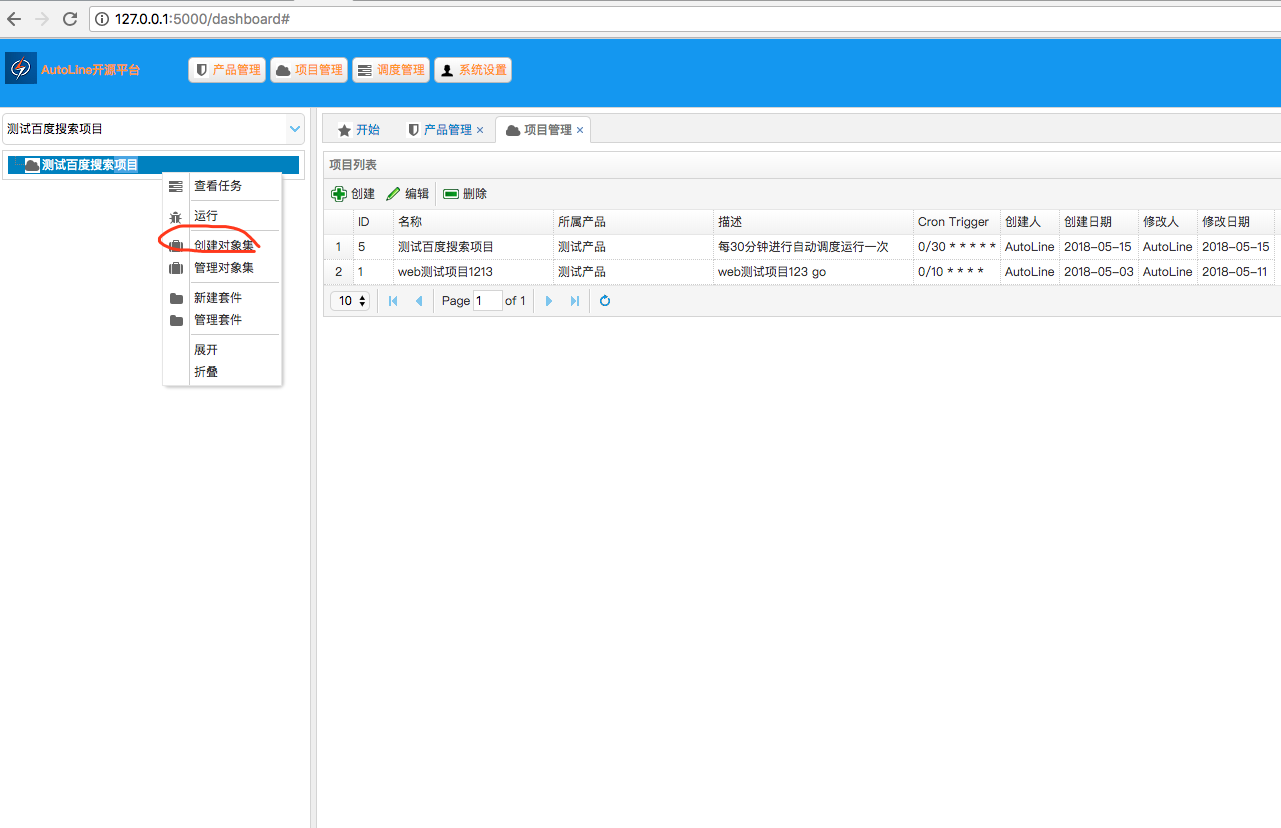 127.0.0.1:5000/dashboard#
AutoLine开源平台 产品管理 项目管理 调度管理 系统设置
测试百度搜索项目
测试百度搜索项目
查看任务
运行
创建对象集
管理对象集
新建套件
管理套件
展开
折叠
开始 产品管理 × 项目管理 ×
项目列表
创建 编辑 删除
ID 名称 所属产品 描述 Cron Trigger 创建人 创建日期 修改人 修改日期
1 5 测试百度搜索项目 测试产品 每30分钟进行自动调度运行一次 0/30 * * * * * AutoLine 2018-05-15 AutoLine 2018-05-15
2 1 web测试项目1213 测试产品 web测试项目123 go 0/10 * * * * AutoLine 2018-05-03 AutoLine 2018-05-11
10 Page 1 of 1